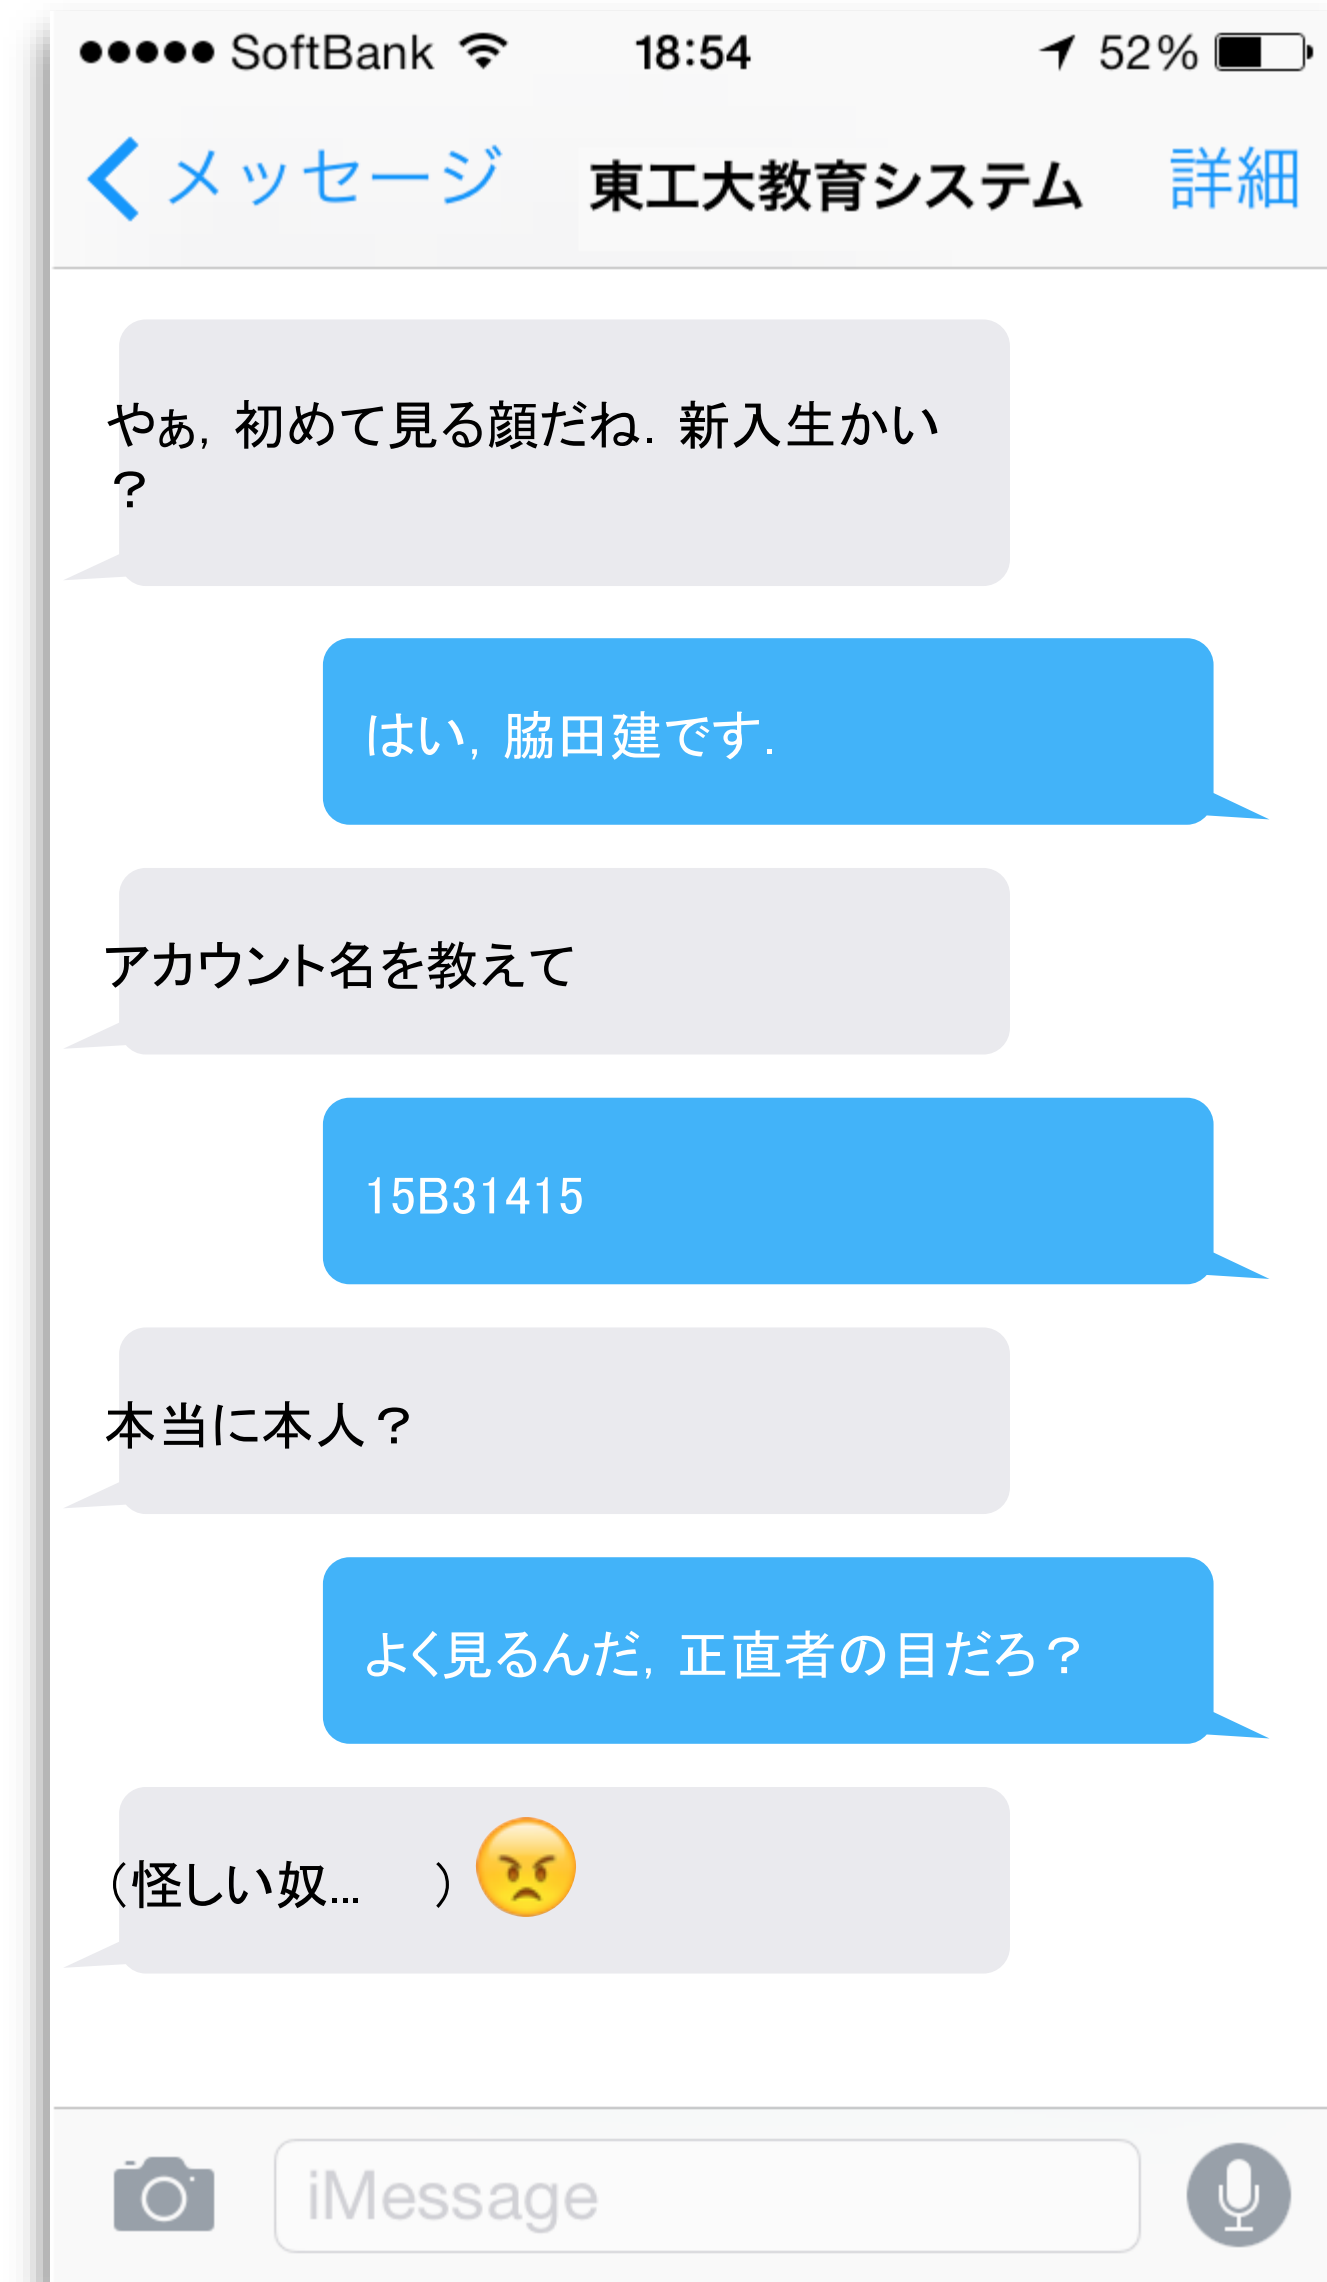 ●●●●● SoftBank 18:54 52%
メッセージ 東工大教育システム 詳細
やぁ，初めて見る顔だね．新入生かい
？
はい，脇田建です．
アカウント名を教えて
15B31415
本当に本人？
よく見るんだ，正直者の目だろ？
（怪しい奴… ）😠
iMessage